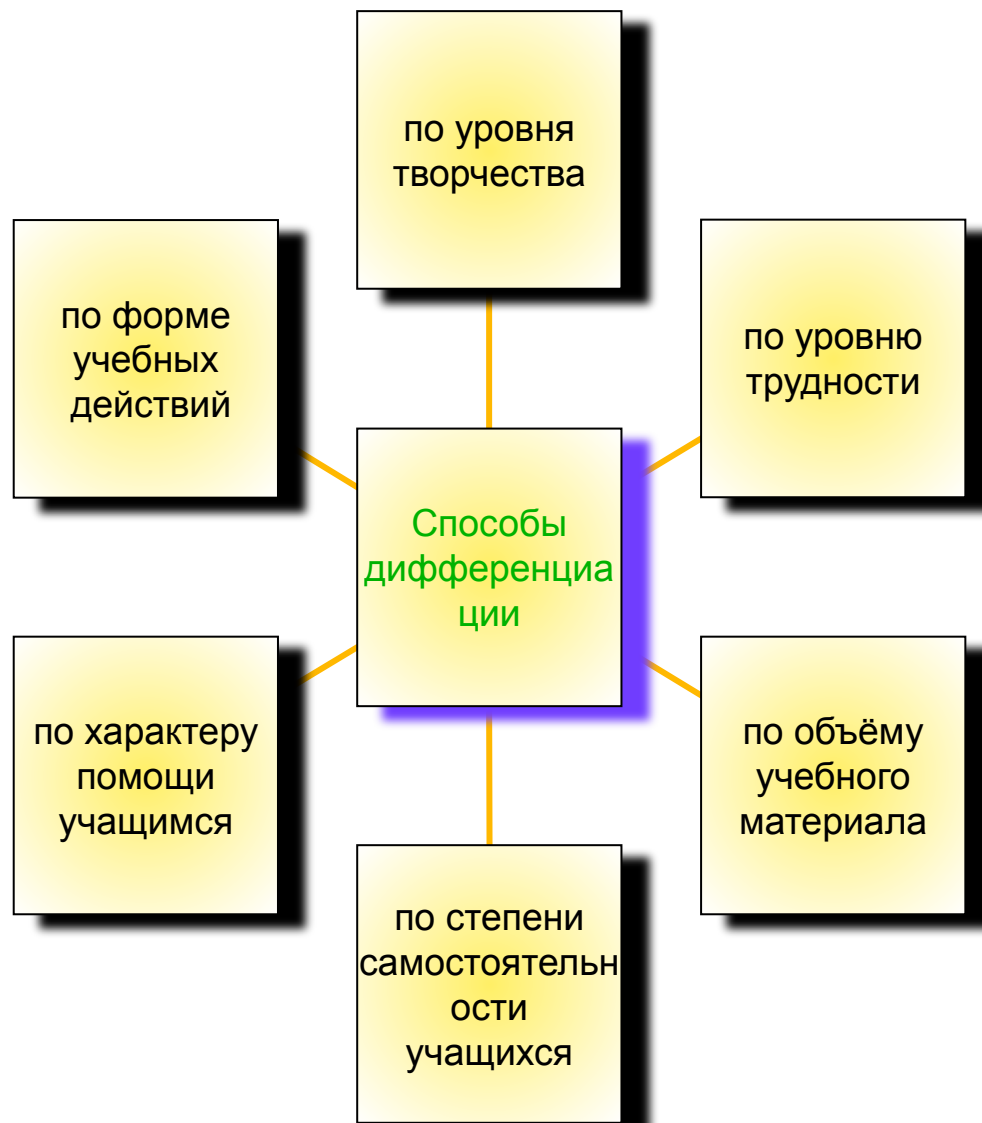 по уровня
творчества
по форме
учебных
действий
по уровню
трудности
Способы
дифференциа
ции
по характеру
помощи
учащимся
по объёму
учебного
материала
по степени
самостоятельн
ости
учащихся